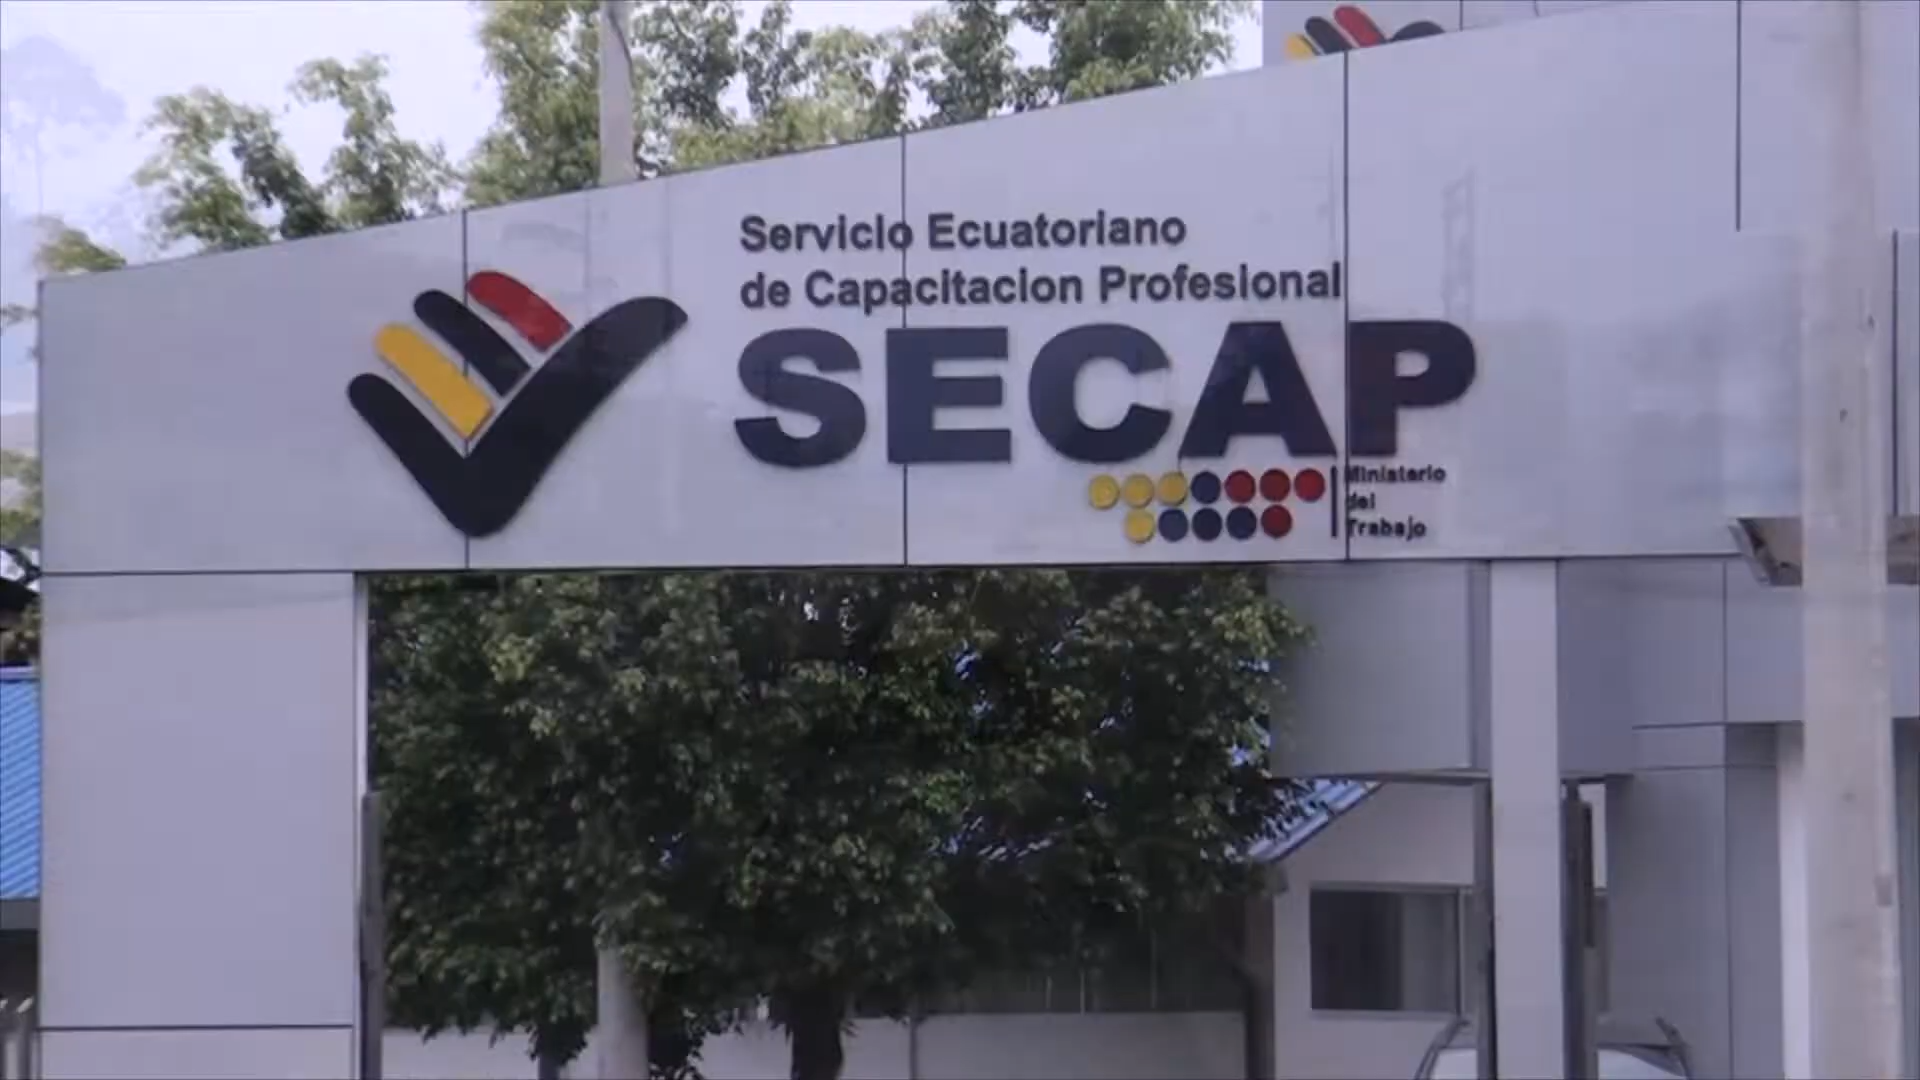 Servicio Ecuatoriano
de Capacitacion Profesional
SECAP
Ministerio
del
Trabajo